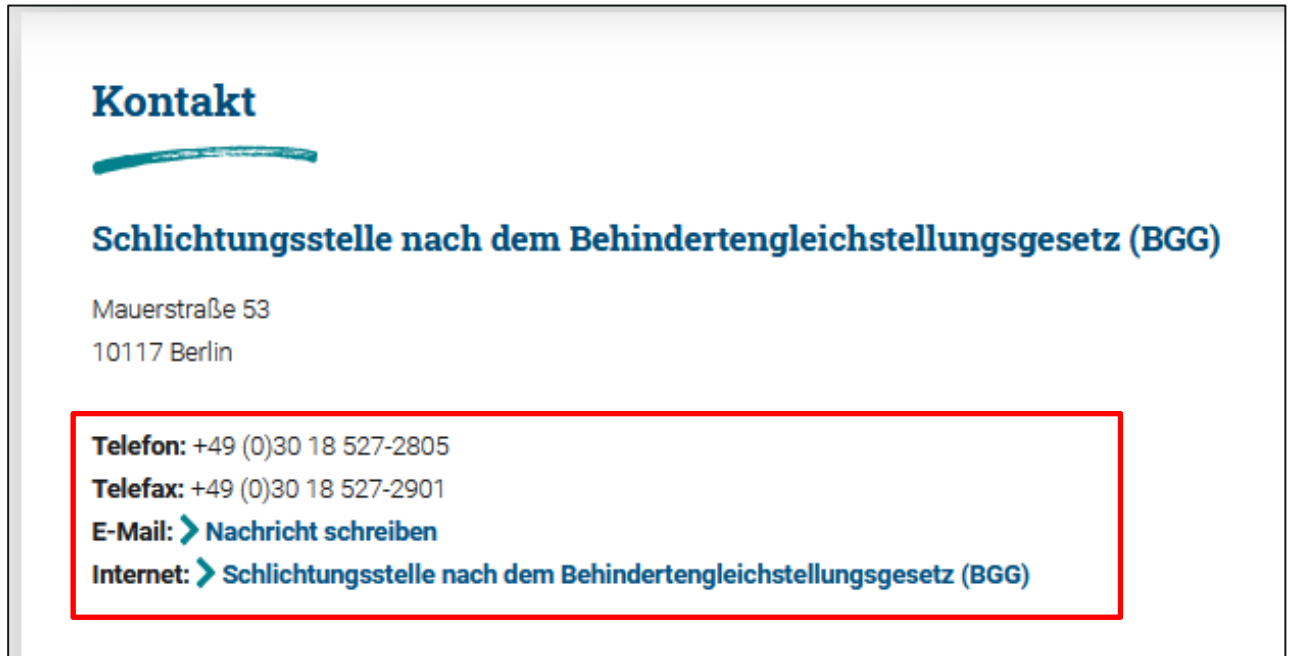 Kontakt
Schlichtungsstelle nach dem Behindertengleichstellungsgesetz (BGG)
Mauerstraße 53
10117 Berlin
Telefon: +49 (0)30 18 527-2805
Telefax: +49 (0)30 18 527-2901
E-Mail: Nachricht schreiben
Internet: Schlichtungsstelle nach dem Behindertengleichstellungsgesetz (BGG)